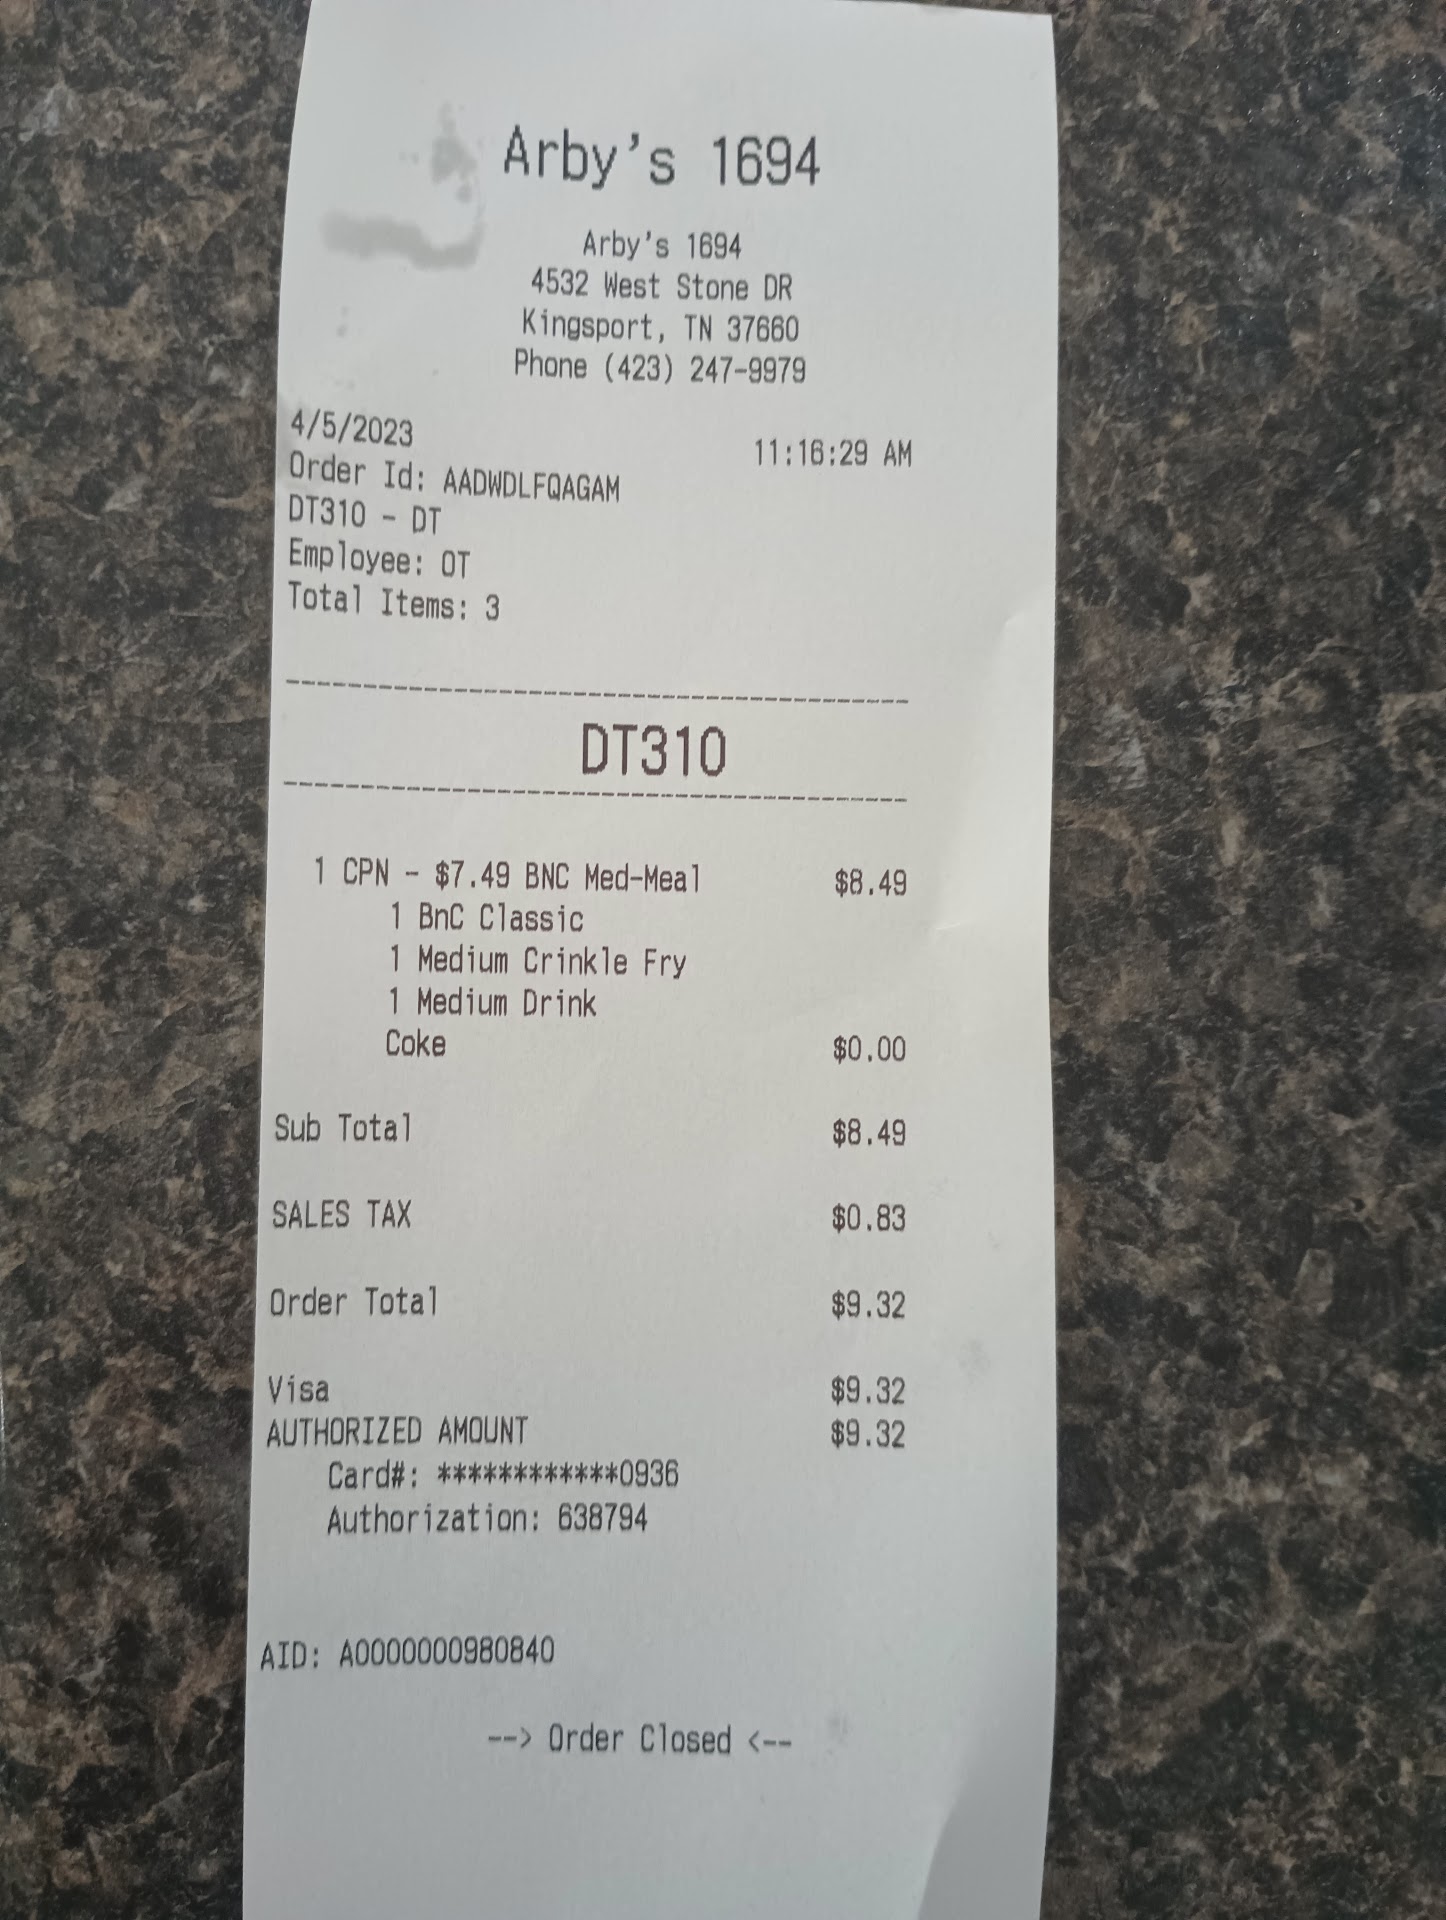 Arby's 1694
Arby's 1694
4532 West Stone DR
Kingsport, TN 37660
Phone (423) 247-9979
4/5/2023 11:16:29 AM
Order Id: AADWDLFQAGAM
DT310 - DT
Employee: OT
Total Items: 3
DT310
1 CPN - $7.49 BNC Med-Meal $8.49
1 BnC Classic
1 Medium Crinkle Fry
1 Medium Drink
Coke $0.00
Sub Total $8.49
SALES TAX $0.83
Order Total $9.32
Visa $9.32
AUTHORIZED AMOUNT $9.32
Card#: ************0936
Authorization: 638794
AID: A0000000980840
--> Order Closed <--